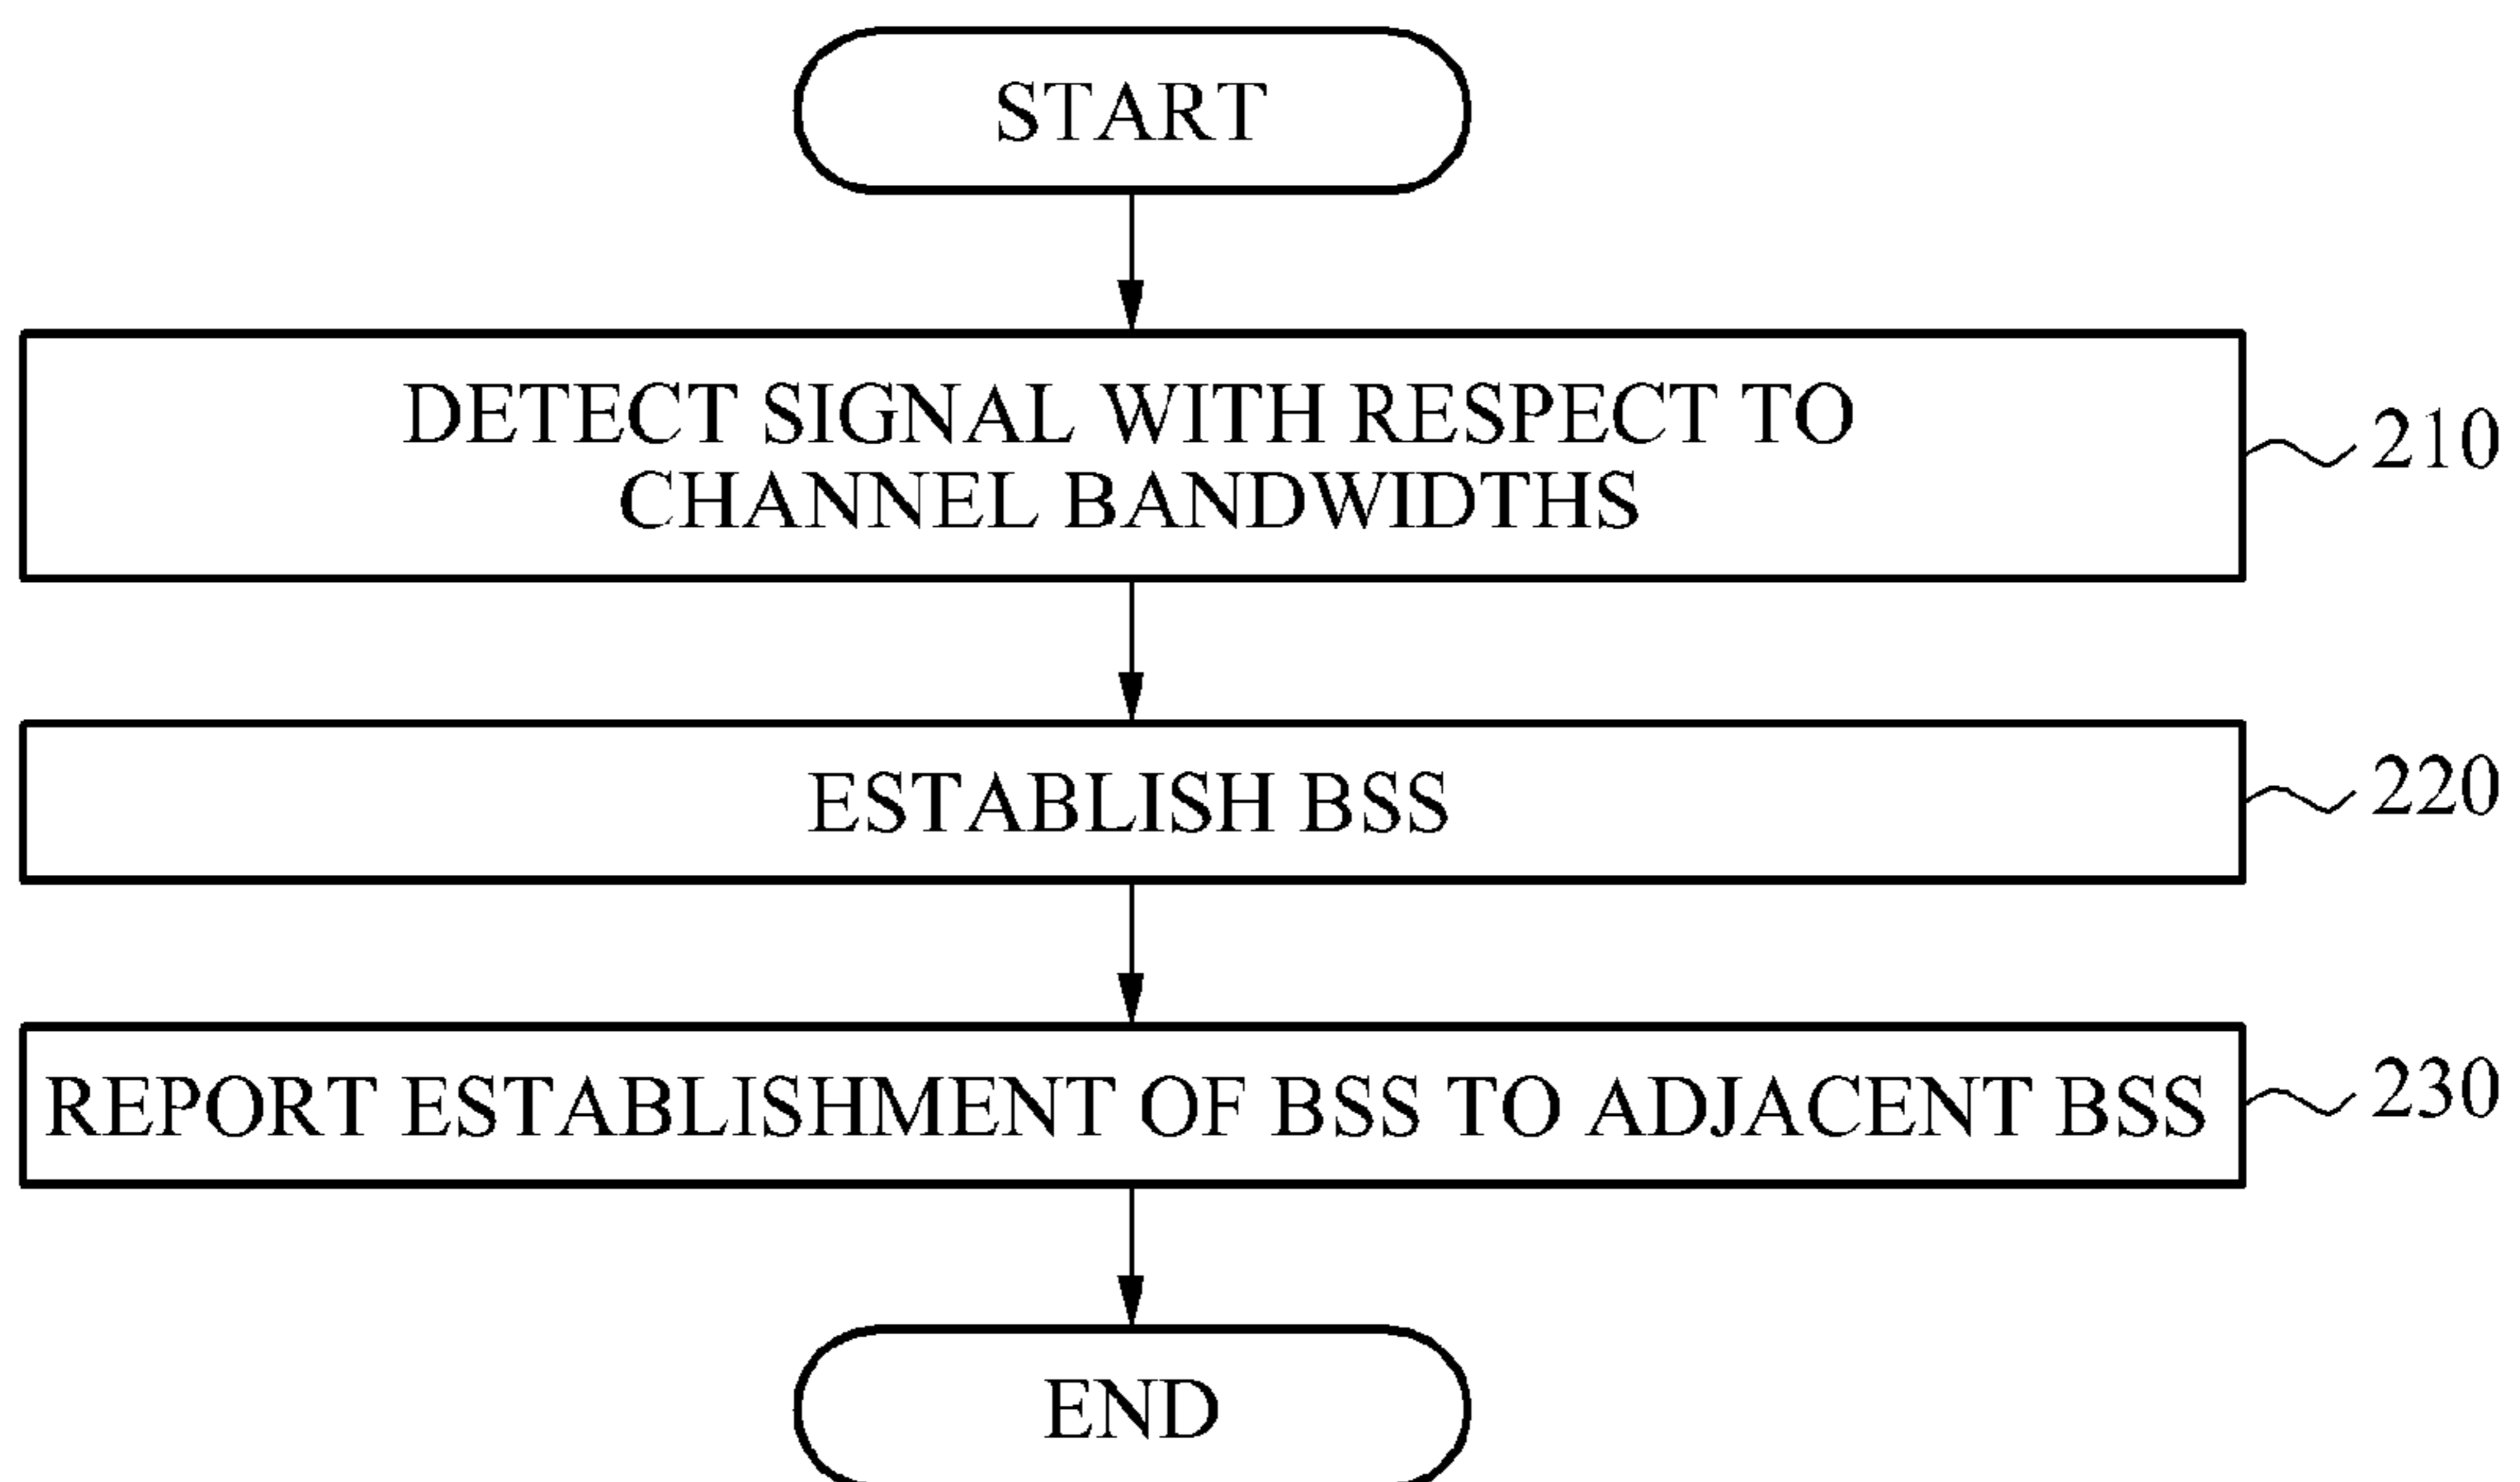 START
DETECT SIGNAL WITH RESPECT TO
CHANNEL BANDWIDTHS
210
ESTABLISH BSS
220
REPORT ESTABLISHMENT OF BSS TO ADJACENT BSS
230
END